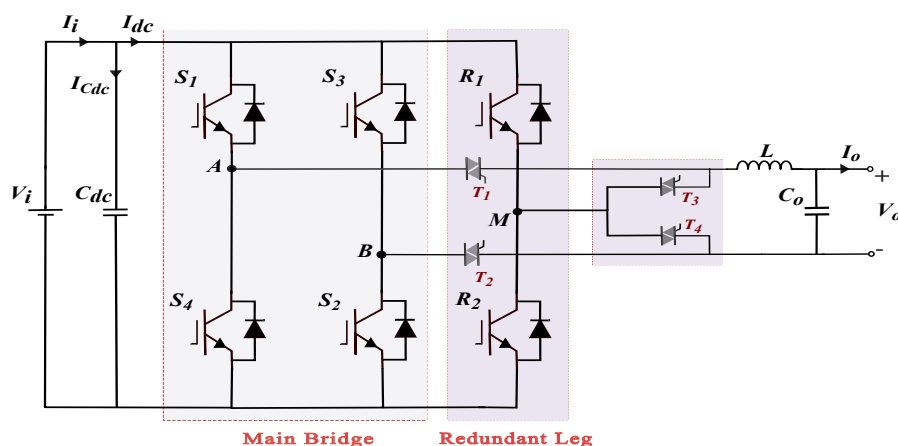 Ii Idc
ICdc
S1 S3 R1
A T1 L Io
Vi Cdc M T3 Co + Vo
B T4
T2 -
S4 S2 R2
Main Bridge Redundant Leg